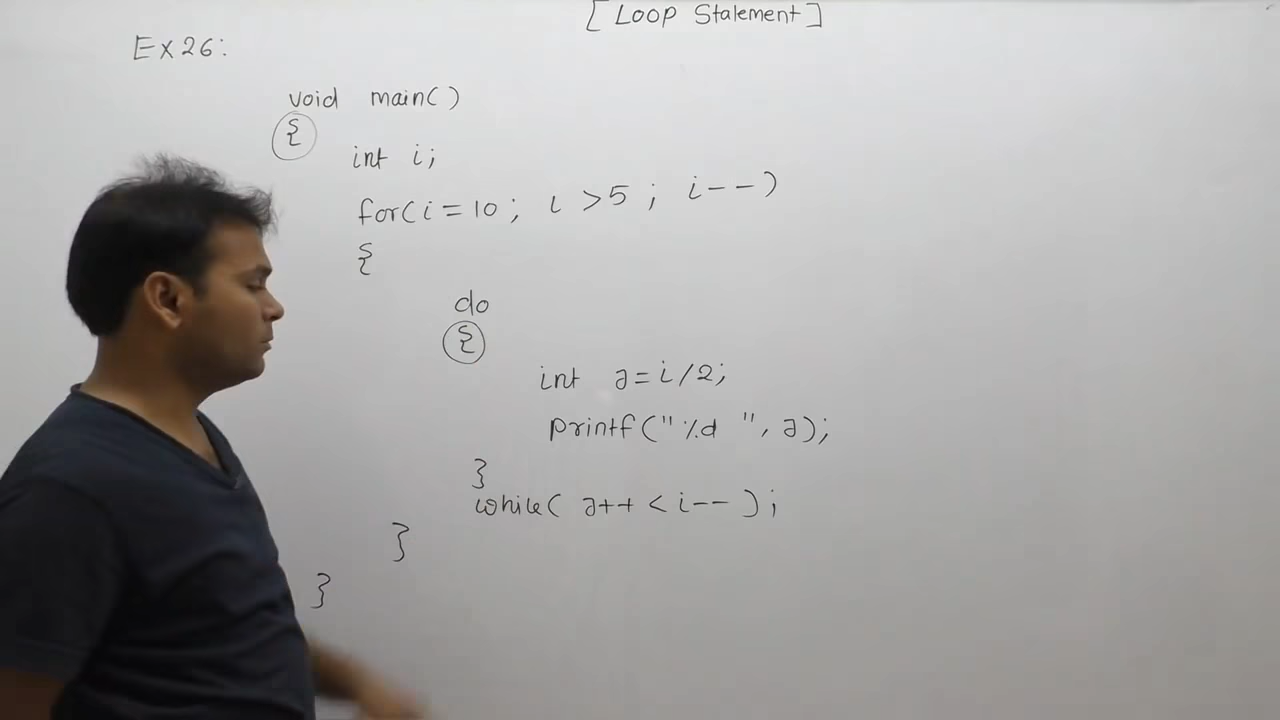 [ Loop Statement ]
Ex 26:
void main( )
{
int i;
for( i = 10 ; i > 5 ; i-- )
{
do
{
int a = i / 2;
printf( "%d ", a );
}
while( a++ < i-- );
}
}